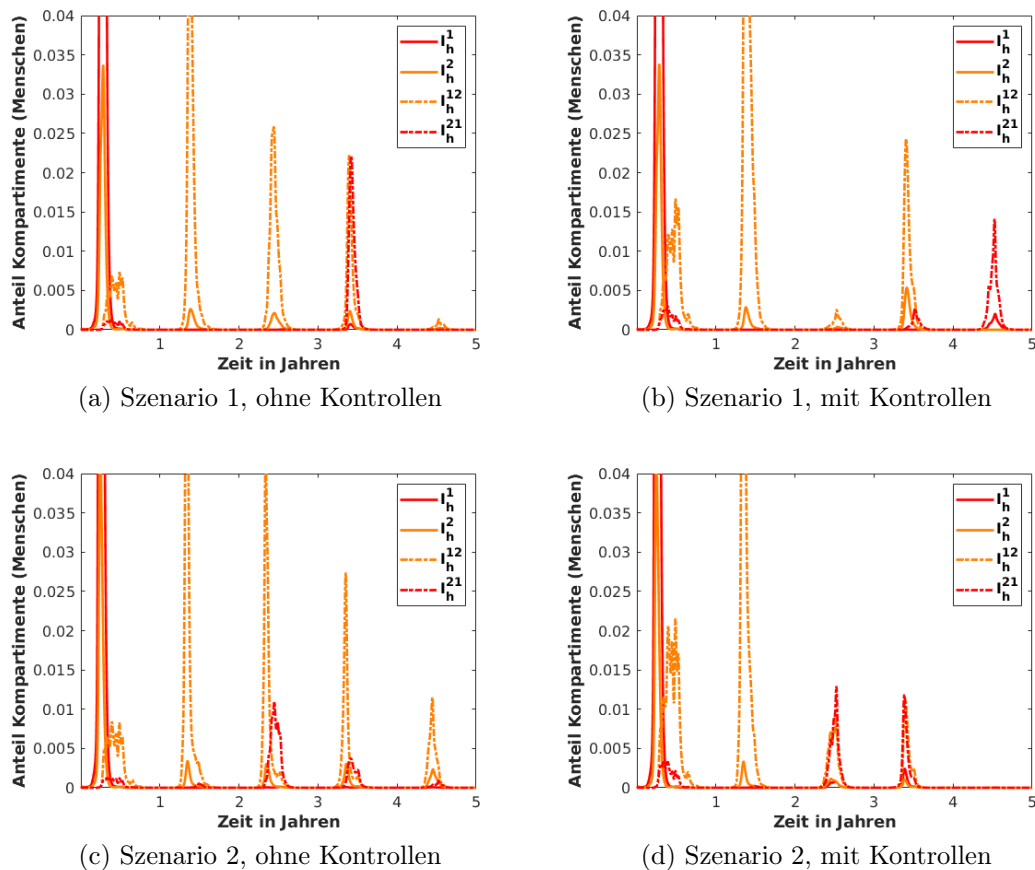 0.04
0.035
0.03
0.025
0.02
0.015
0.01
0.005
0
1 2 3 4 5
Anteil Kompartimente (Menschen)
Zeit in Jahren
I_h^1
I_h^2
I_h^12
I_h^21
(a) Szenario 1, ohne Kontrollen
0.04
0.035
0.03
0.025
0.02
0.015
0.01
0.005
0
1 2 3 4 5
Anteil Kompartimente (Menschen)
Zeit in Jahren
I_h^1
I_h^2
I_h^12
I_h^21
(b) Szenario 1, mit Kontrollen
0.04
0.035
0.03
0.025
0.02
0.015
0.01
0.005
0
1 2 3 4 5
Anteil Kompartimente (Menschen)
Zeit in Jahren
I_h^1
I_h^2
I_h^12
I_h^21
(c) Szenario 2, ohne Kontrollen
0.04
0.035
0.03
0.025
0.02
0.015
0.01
0.005
0
1 2 3 4 5
Anteil Kompartimente (Menschen)
Zeit in Jahren
I_h^1
I_h^2
I_h^12
I_h^21
(d) Szenario 2, mit Kontrollen